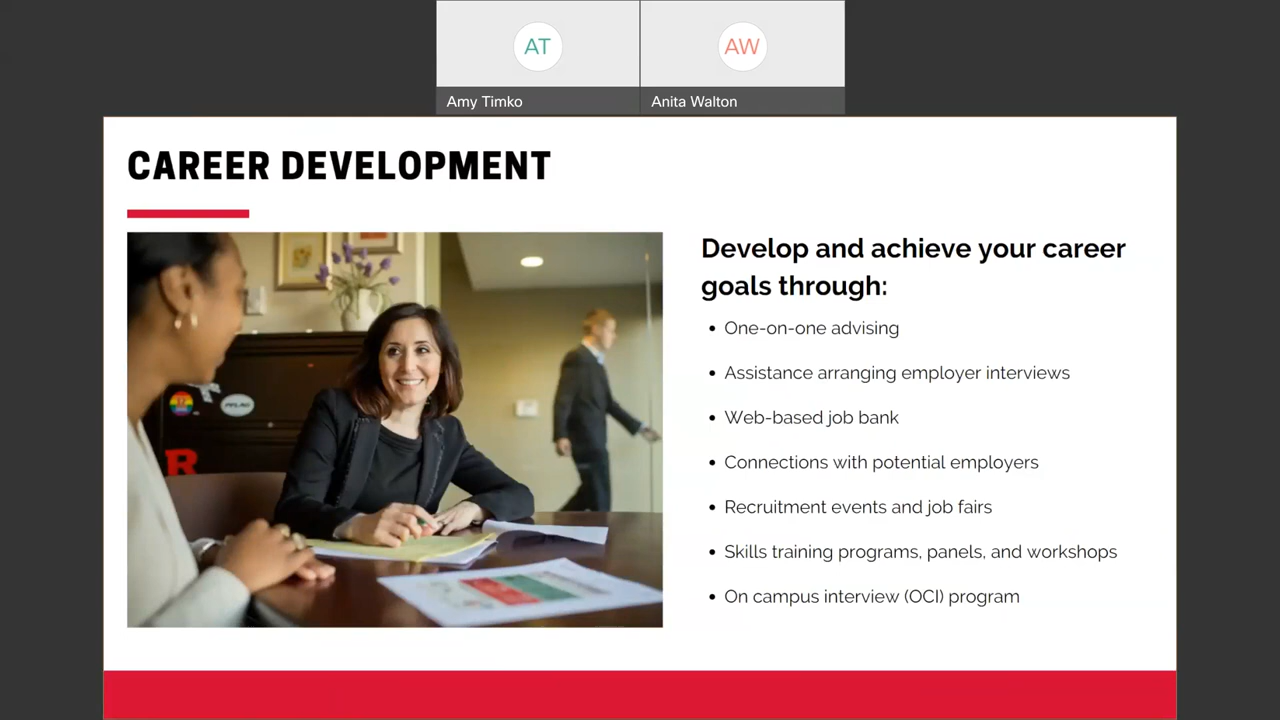 AT
AW
Amy Timko
Anita Walton
CAREER DEVELOPMENT
Develop and achieve your career
goals through:
• One-on-one advising
• Assistance arranging employer interviews
• Web-based job bank
• Connections with potential employers
• Recruitment events and job fairs
• Skills training programs, panels, and workshops
• On campus interview (OCI) program
PFLAG
R